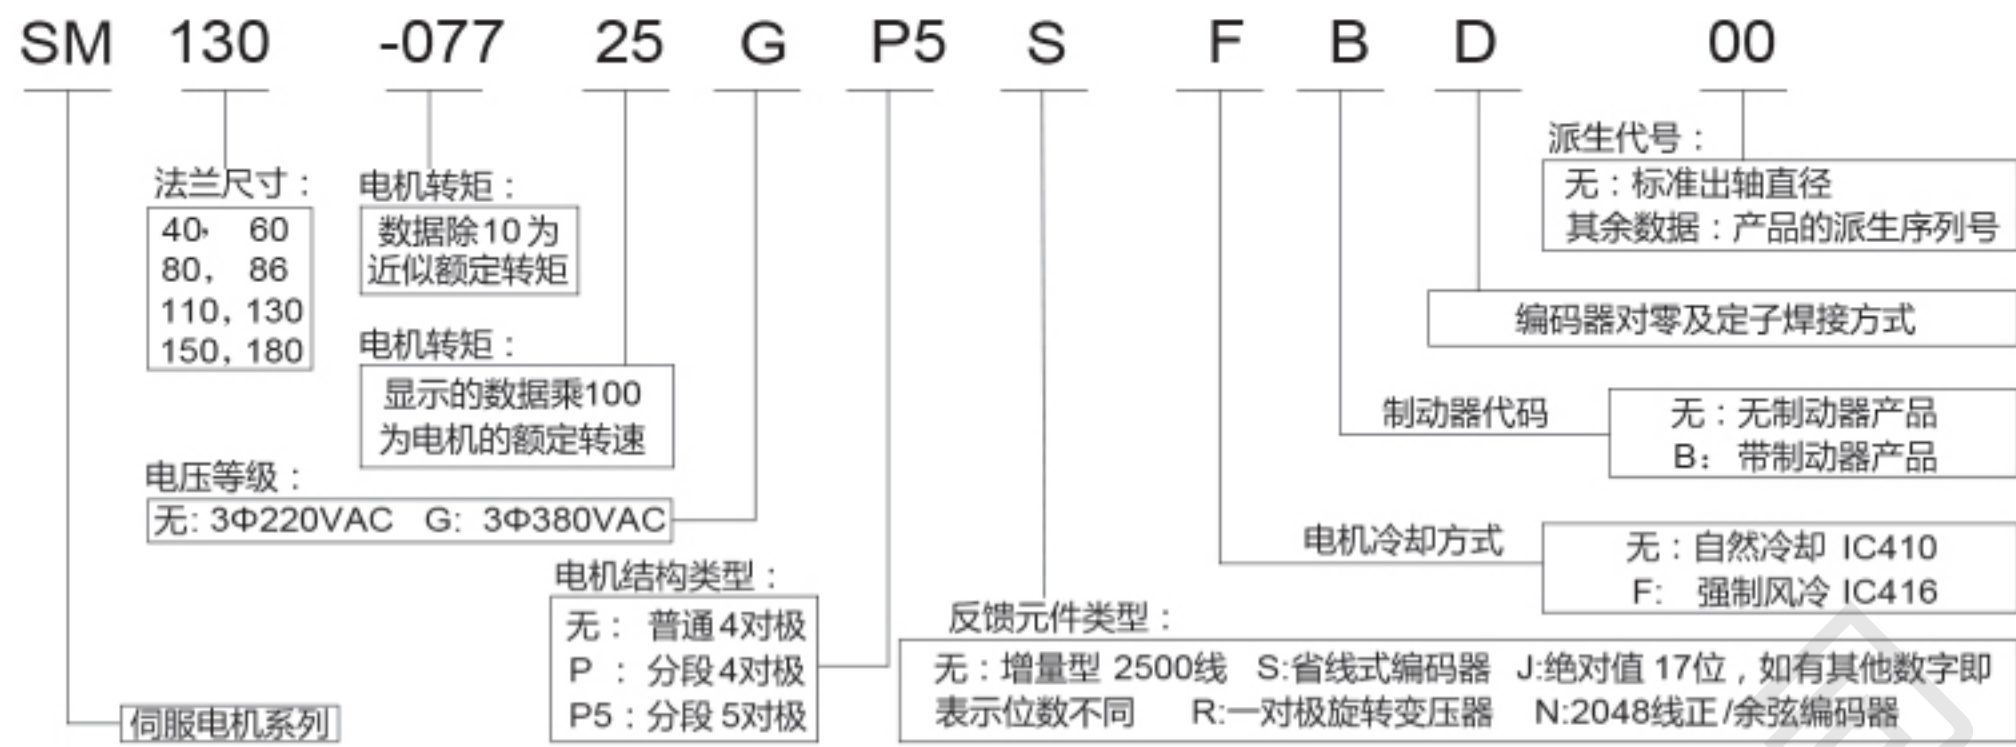 SM 130 -077 25 G P5 S F B D 00
派生代号：
无：标准出轴直径
其余数据：产品的派生序列号
法兰尺寸：
40， 60
80， 86
110，130
150，180
电机转矩：
数据除10为
近似额定转矩
编码器对零及定子焊接方式
电机转矩：
显示的数据乘100
为电机的额定转速
制动器代码
无：无制动器产品
B： 带制动器产品
电压等级：
无: 3Φ220VAC G: 3Φ380VAC
电机冷却方式
无：自然冷却 IC410
F: 强制风冷 IC416
电机结构类型：
无： 普通4对极
P ：分段4对极
P5：分段 5对极
反馈元件类型：
无：增量型 2500线 S:省线式编码器 J:绝对值 17位，如有其他数字即
表示位数不同 R:一对极旋转变压器 N:2048线正/余弦编码器
伺服电机系列